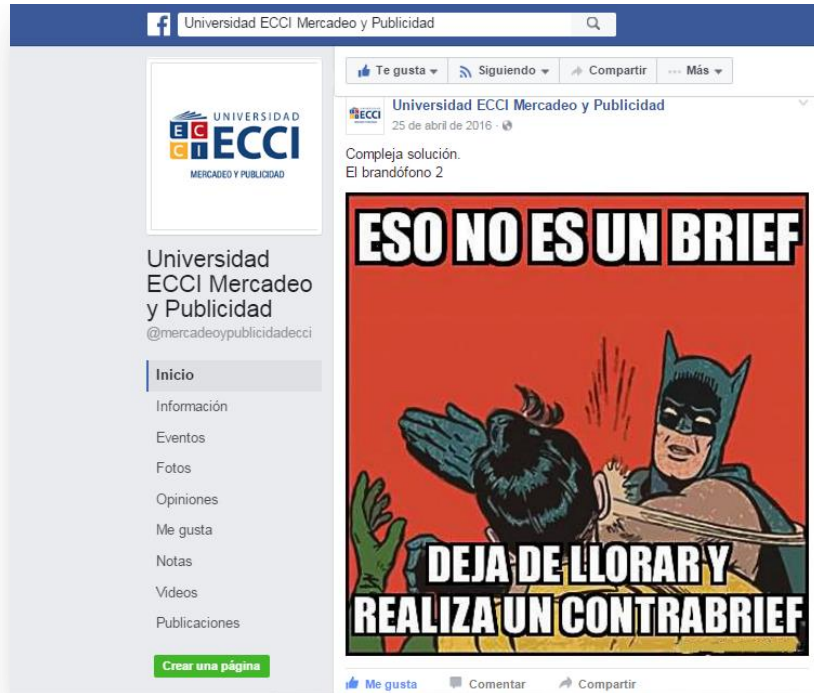 Universidad ECCI Mercadeo y Publicidad
Te gusta
Siguiendo
Compartir
Más
UNIVERSIDAD
ECCI
ECCI
MERCADEO Y PUBLICIDAD
Universidad
ECCI Mercadeo
y Publicidad
@mercadeoypublicidadecci
Inicio
Información
Eventos
Fotos
Opiniones
Me gusta
Notas
Videos
Publicaciones
Crear una página
ECCI
Universidad ECCI Mercadeo y Publicidad
25 de abril de 2016
Compleja solución.
El brandófono 2
ESO NO ES UN BRIEF
DEJA DE LLORAR Y
REALIZA UN CONTRABRIEF
Me gusta
Comentar
Compartir